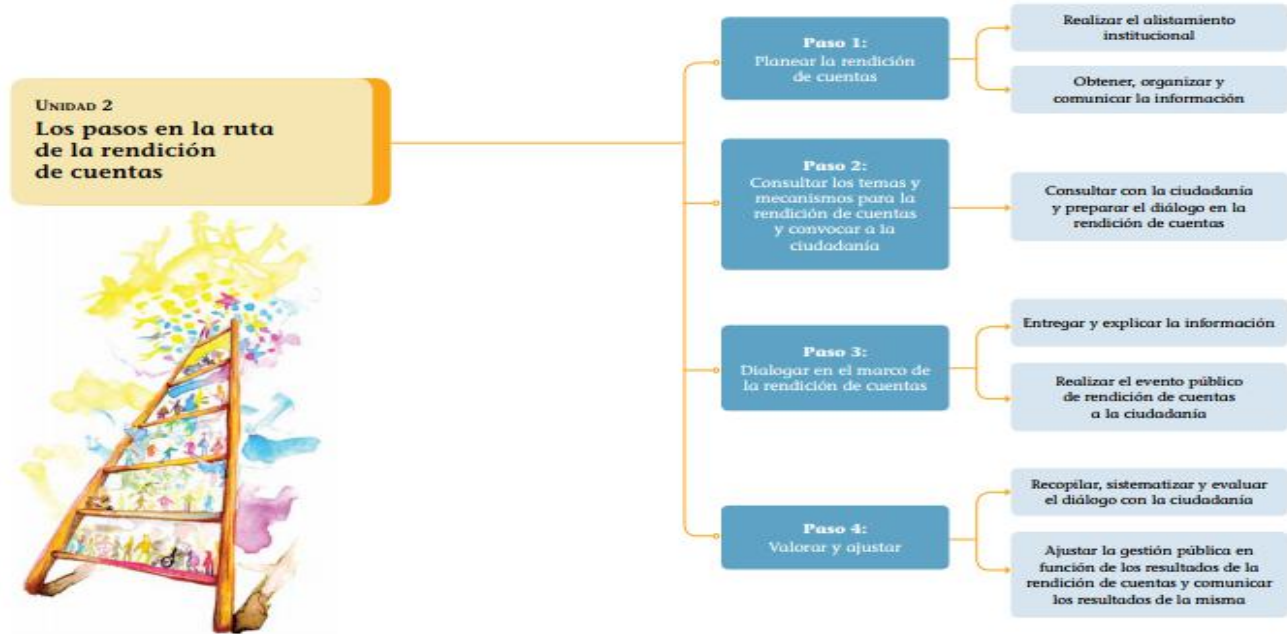 UNIDAD 2
Los pasos en la ruta
de la rendición
de cuentas
Paso 1:
Planear la rendición
de cuentas
Realizar el alistamiento
institucional
Obtener, organizar y
comunicar la información
Paso 2:
Consultar los temas y
mecanismos para la
rendición de cuentas
y convocar a la
ciudadanía
Consultar con la ciudadanía
y preparar el diálogo en la
rendición de cuentas
Paso 3:
Dialogar en el marco de
la rendición de cuentas
Entregar y explicar la información
Realizar el evento público
de rendición de cuentas
a la ciudadanía
Paso 4:
Valorar y ajustar
Recopilar, sistematizar y evaluar
el diálogo con la ciudadanía
Ajustar la gestión pública en
función de los resultados de la
rendición de cuentas y comunicar
los resultados de la misma